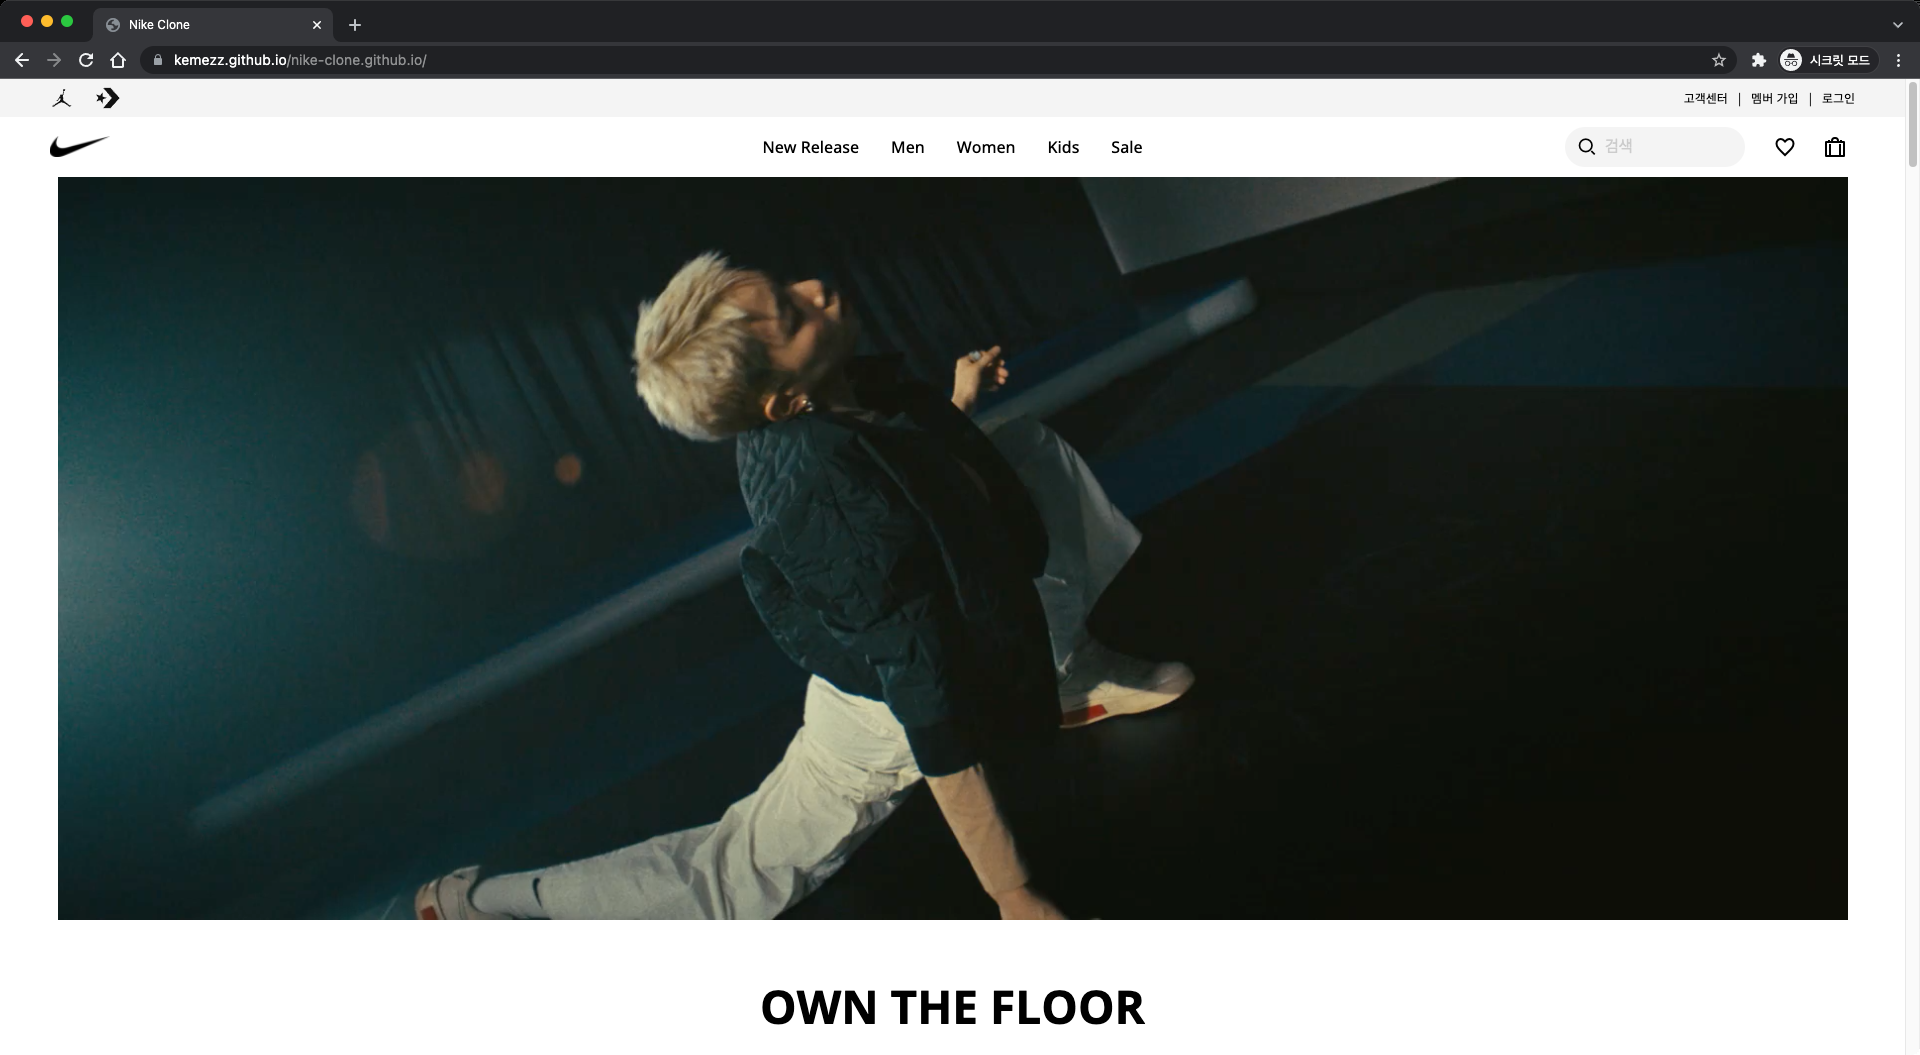 Nike Clone
kemezz.github.io/nike-clone.github.io/
시크릿 모드
고객센터 | 멤버 가입 | 로그인
New Release Men Women Kids Sale
검색
OWN THE FLOOR